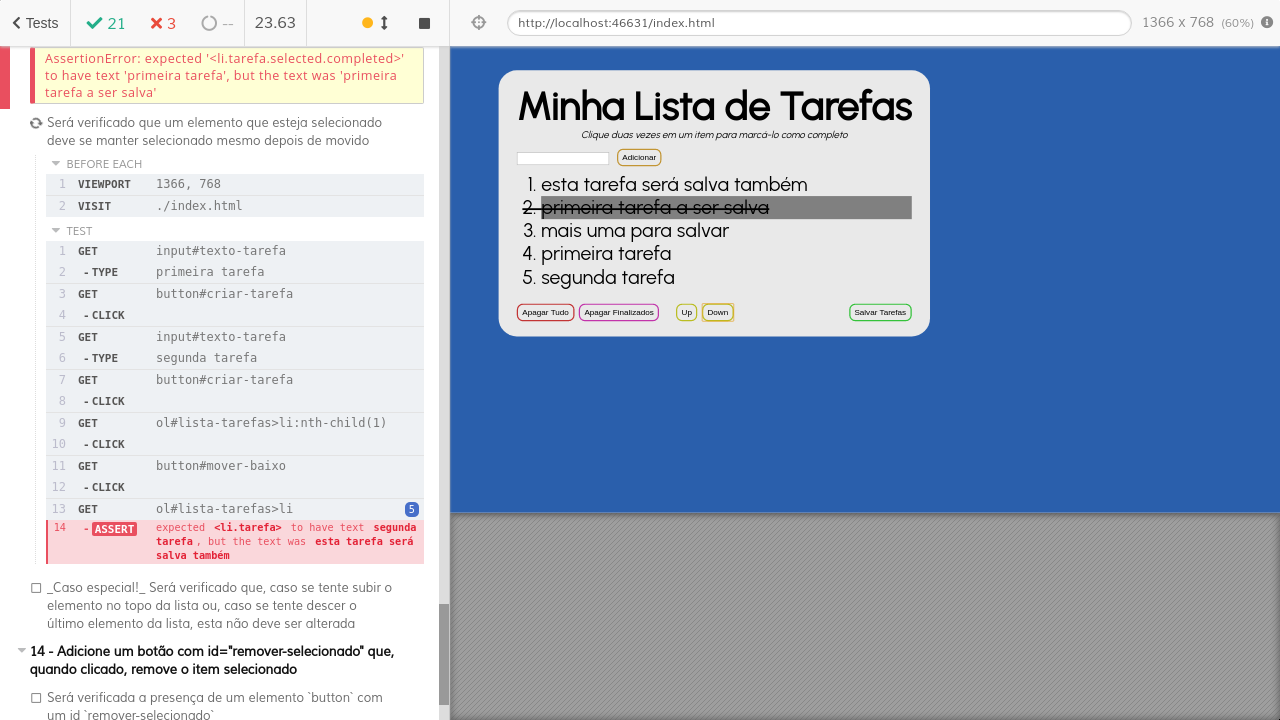 Tests
21
3
--
23.63
http://localhost:46631/index.html
1366 x 768 (60%)
AssertionError: expected '<li.tarefa.selected.completed>'
to have text 'primeira tarefa', but the text was 'primeira
tarefa a ser salva'
Será verificado que um elemento que esteja selecionado
deve se manter selecionado mesmo depois de movido
BEFORE EACH
1 VIEWPORT 1366, 768
2 VISIT ./index.html
TEST
1 GET input#texto-tarefa
2 -TYPE primeira tarefa
3 GET button#criar-tarefa
4 -CLICK
5 GET input#texto-tarefa
6 -TYPE segunda tarefa
7 GET button#criar-tarefa
8 -CLICK
9 GET ol#lista-tarefas>li:nth-child(1)
10 -CLICK
11 GET button#mover-baixo
12 -CLICK
13 GET ol#lista-tarefas>li 5
14 -ASSERT expected <li.tarefa> to have text segunda
tarefa, but the text was esta tarefa será
salva também
_Caso especial!_ Será verificado que, caso se tente subir o
elemento no topo da lista ou, caso se tente descer o
último elemento da lista, esta não deve ser alterada
14 - Adicione um botão com id="remover-selecionado" que,
quando clicado, remove o item selecionado
Será verificada a presença de um elemento `button` com
um id `remover-selecionado`
Minha Lista de Tarefas
Clique duas vezes em um item para marcá-lo como completo
Adicionar
1. esta tarefa será salva também
2. primeira tarefa a ser salva
3. mais uma para salvar
4. primeira tarefa
5. segunda tarefa
Apagar Tudo
Apagar Finalizados
Up
Down
Salvar Tarefas